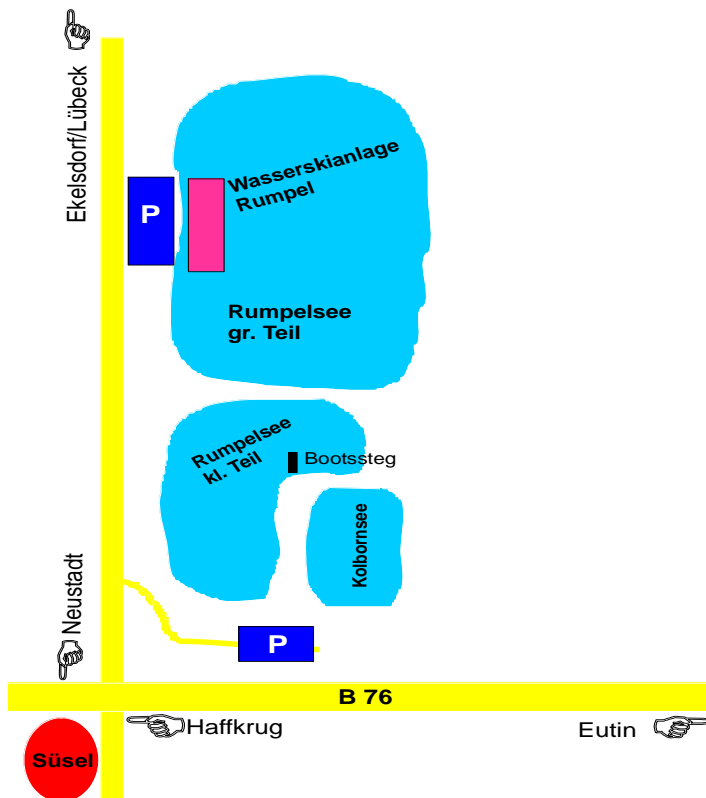 Ekelsdorf/Lübeck
P
Wasserskianlage
Rumpel
Rumpelsee
gr. Teil
Rumpelsee
kl. Teil
Bootssteg
Kolbornsee
Neustadt
P
B 76
Haffkrug
Eutin
Süsel